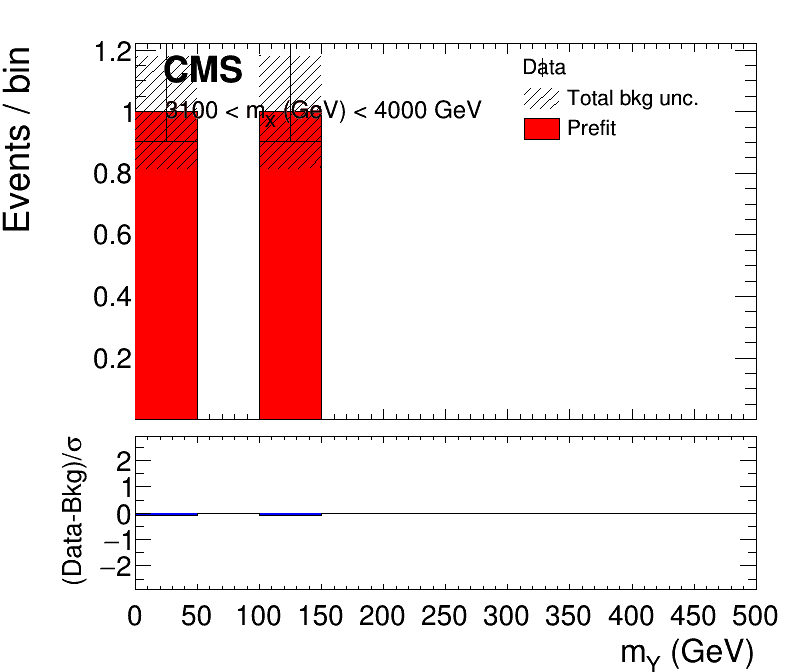 Events / bin
1.2
1
0.8
0.6
0.4
0.2
CMS
3100 < mX (GeV) < 4000 GeV
Data
Total bkg unc.
Prefit
(Data-Bkg)/σ
2
1
0
−1
−2
0 50 100 150 200 250 300 350 400 450 500
mY (GeV)